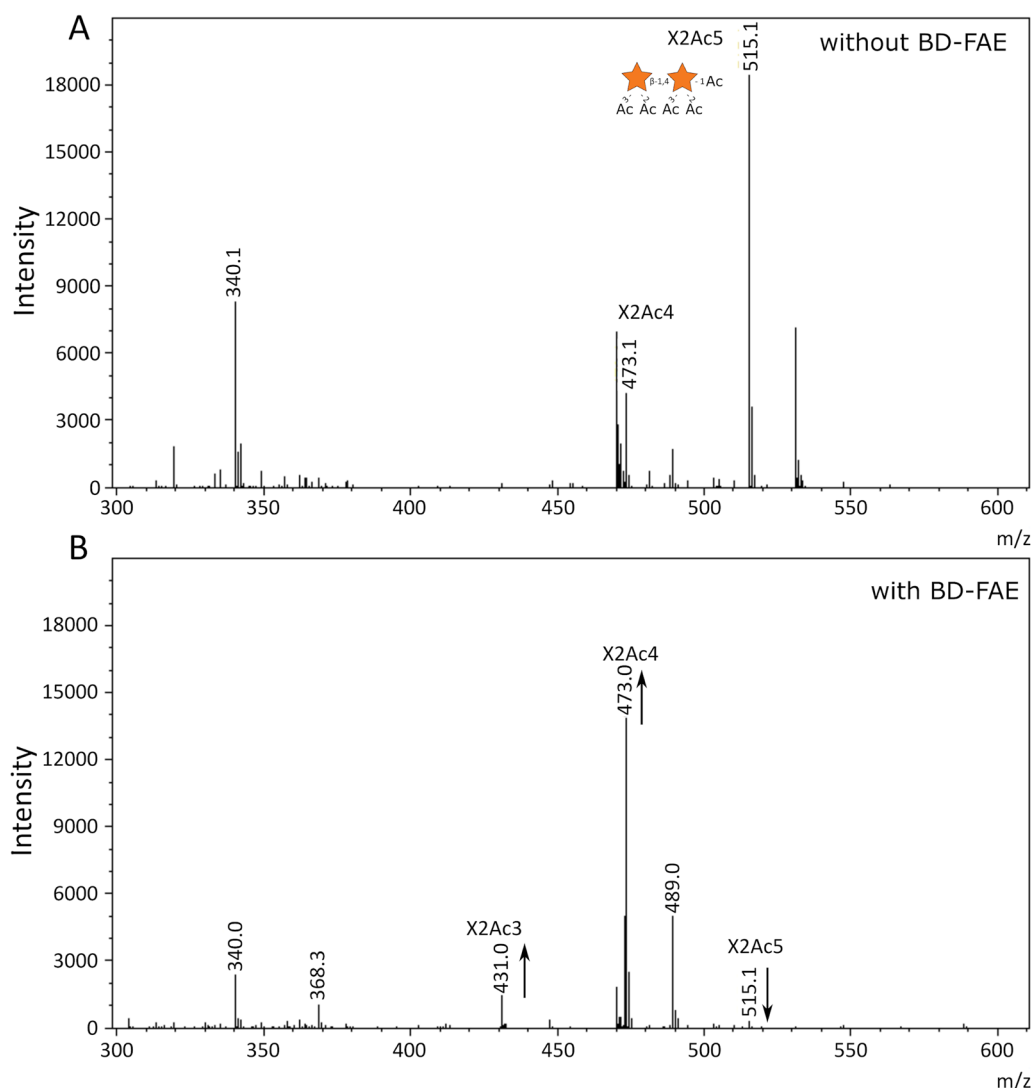 A
X2Ac5
515.1
without BD-FAE
β-1,4
- 1 Ac
3 2 3 2
Ac Ac Ac Ac
18000
15000
12000
9000
6000
3000
0
Intensity
340.1
X2Ac4
473.1
300 350 400 450 500 550 600
m/z
B
with BD-FAE
18000
15000
12000
9000
6000
3000
0
Intensity
X2Ac4
473.0
489.0
X2Ac3
431.0
X2Ac5
515.1
340.0
368.3
300 350 400 450 500 550 600
m/z